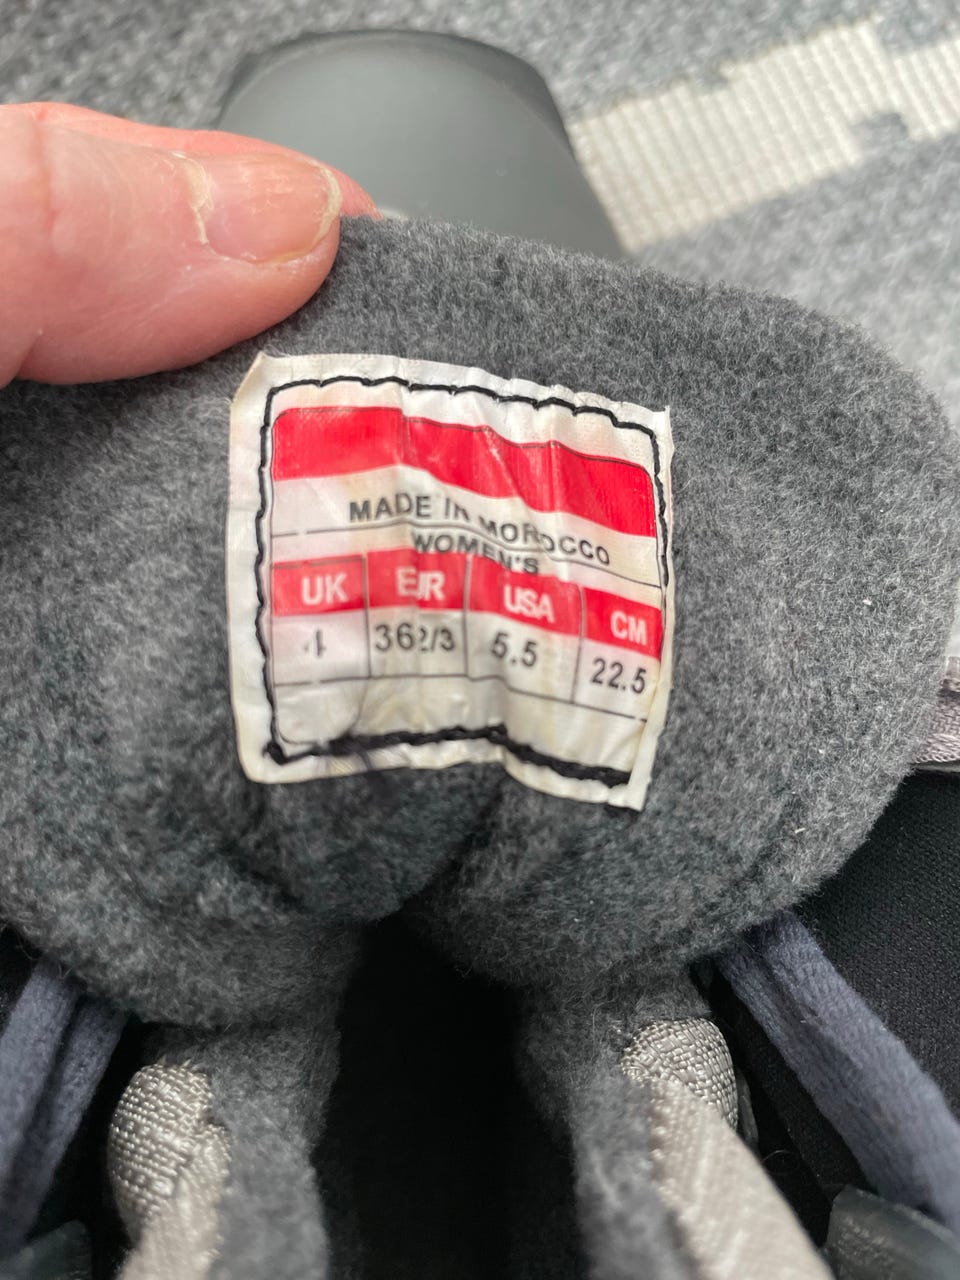 MADE IN MOROCCO
WOMEN'S
UK EUR USA CM
4 36 2/3 5.5 22.5